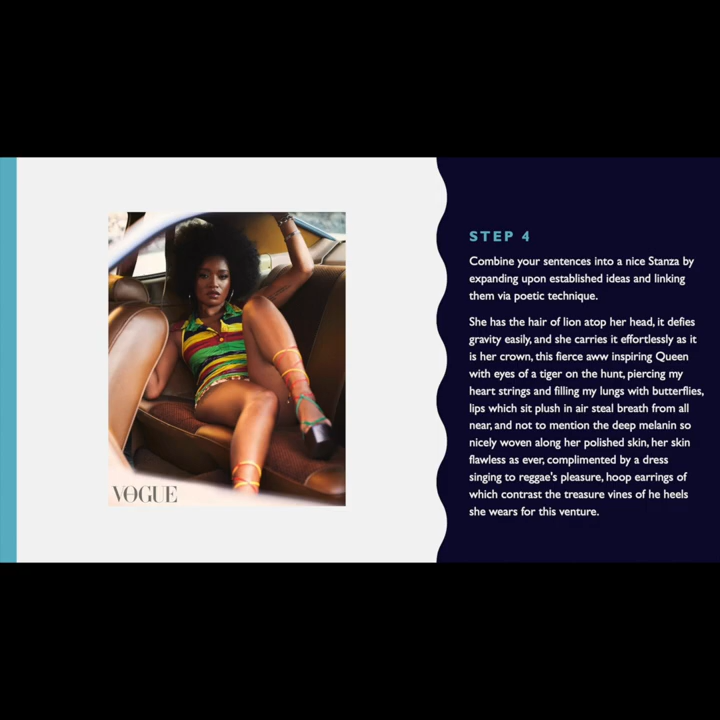 VOGUE
STEP 4
Combine your sentences into a nice Stanza by
expanding upon established ideas and linking
them via poetic technique.
She has the hair of lion atop her head, it defies
gravity easily, and she carries it effortlessly as it
is her crown, this fierce aww inspiring Queen
with eyes of a tiger on the hunt, piercing my
heart strings and filling my lungs with butterflies,
lips which sit plush in air steal breath from all
near, and not to mention the deep melanin so
nicely woven along her polished skin, her skin
flawless as ever, complimented by a dress
singing to reggae's pleasure, hoop earrings of
which contrast the treasure vines of he heels
she wears for this venture.